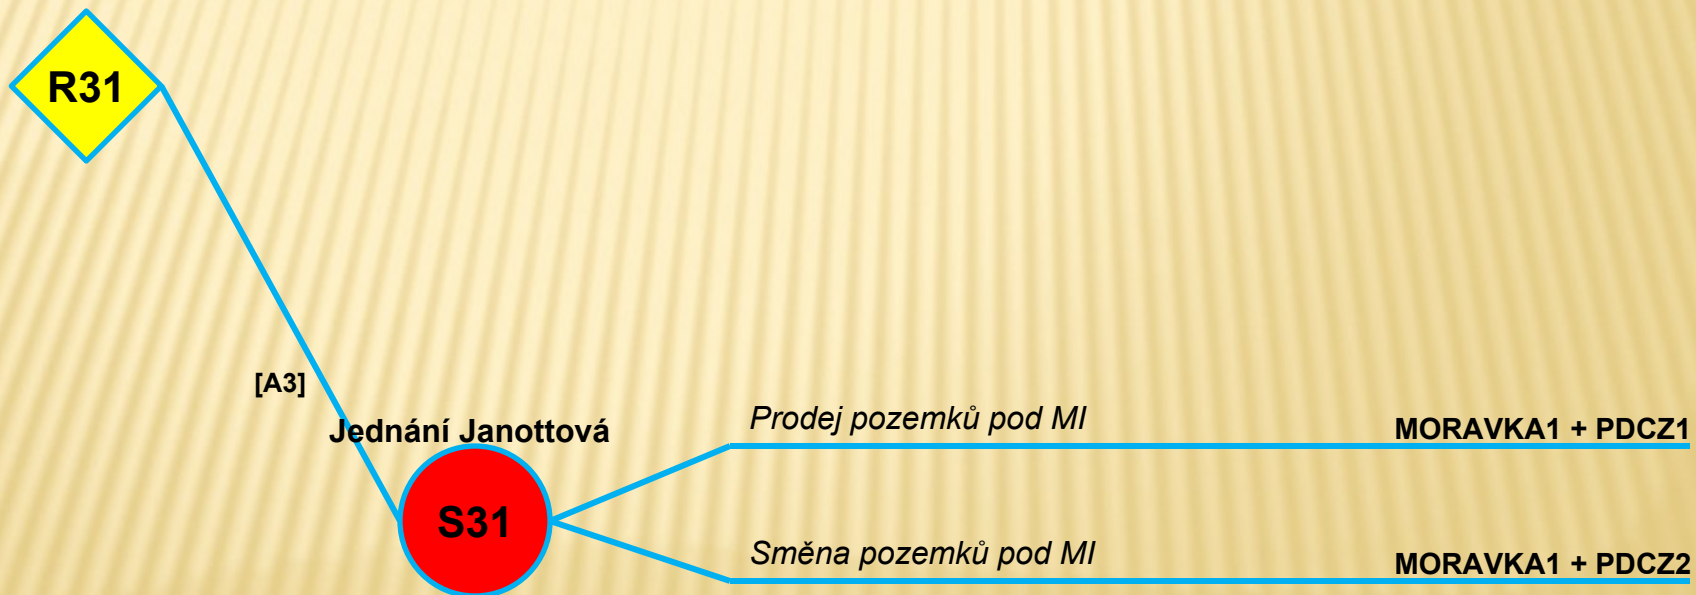 R31
[A3]
Jednání Janottová
S31
Prodej pozemků pod MI
MORAVKA1 + PDCZ1
Směna pozemků pod MI
MORAVKA1 + PDCZ2